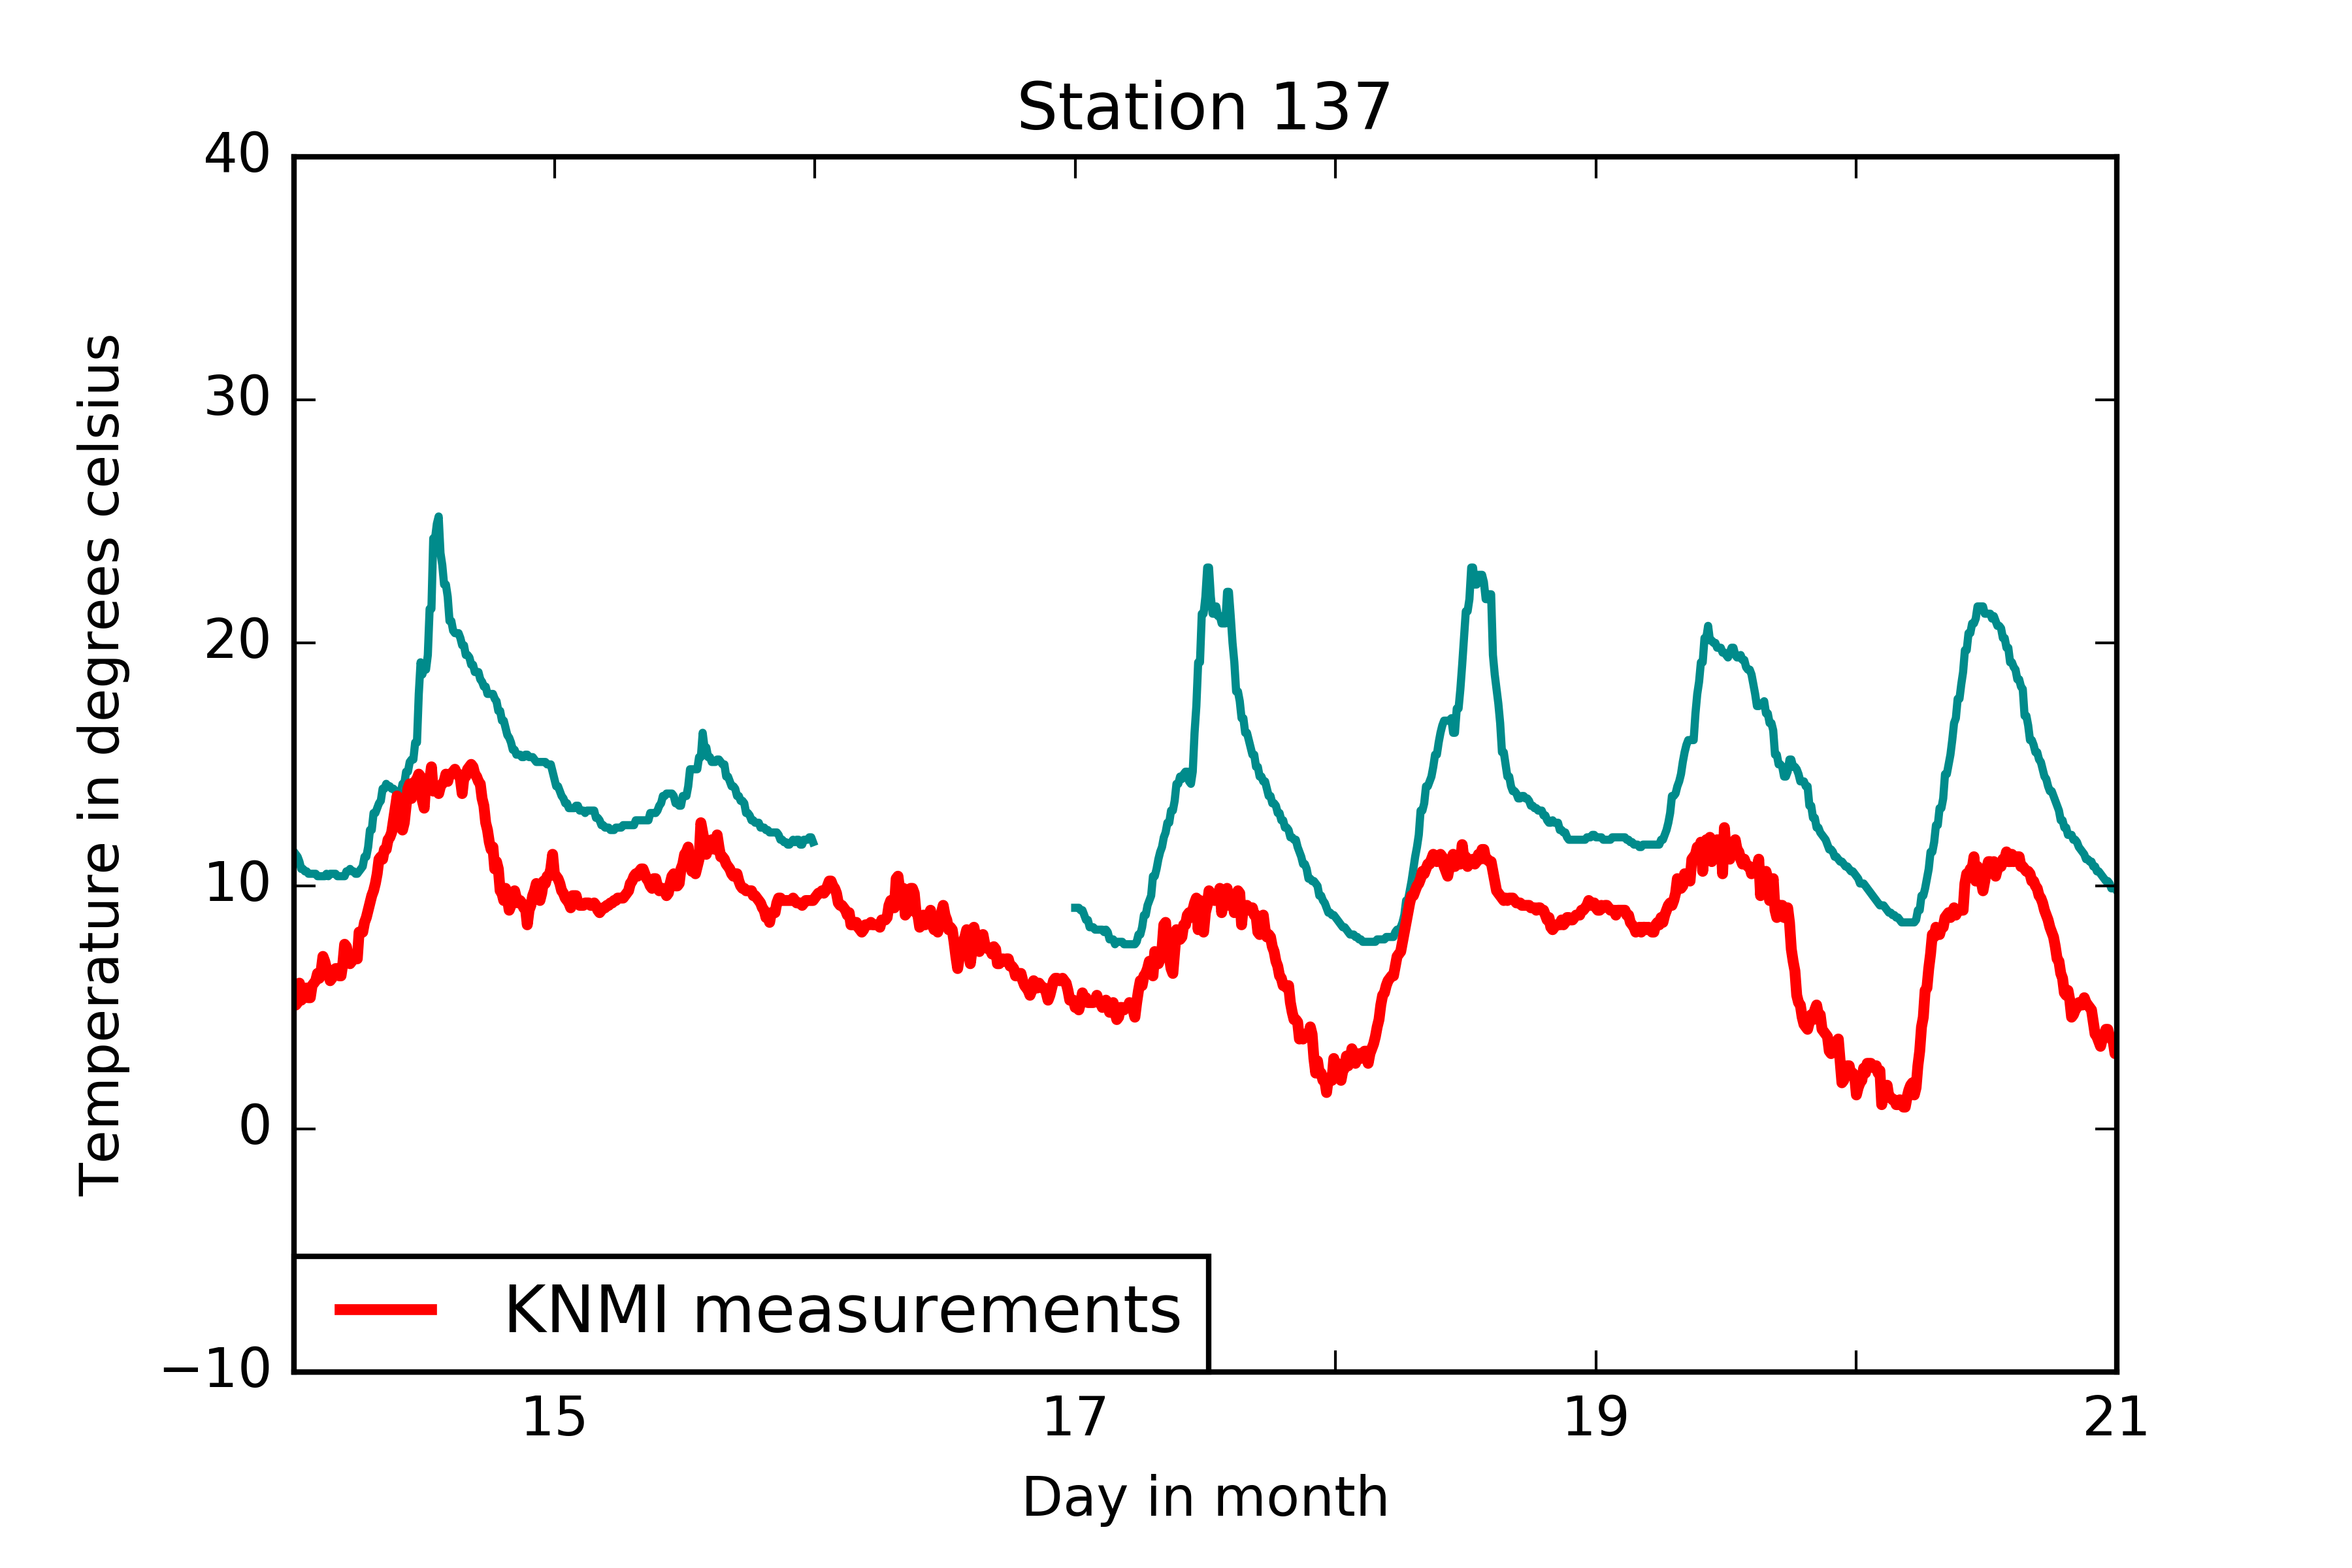 Station 137
40
30
20
10
0
−10
Temperature in degrees celsius
KNMI measurements
15 17 19 21
Day in month